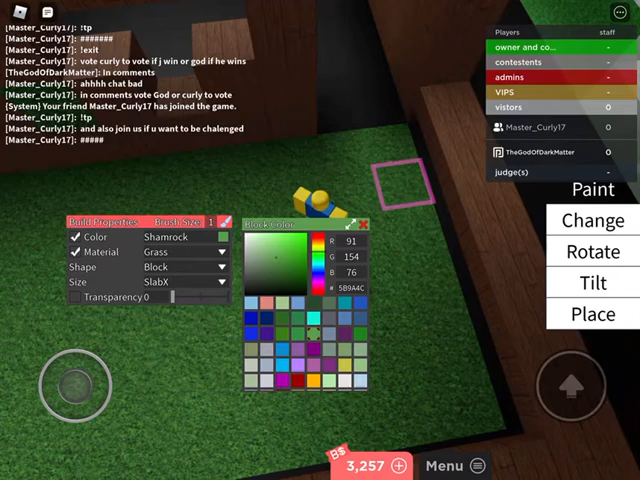 [Master_Curly17]: !tp
[Master_Curly17]: #######
[Master_Curly17]: !exit
[Master_Curly17]: vote curly to vote if j win or god if he wins
[TheGodOfDarkMatter]: In comments
[Master_Curly17]: ahhhh chat bad
[Master_Curly17]: in comments vote God or curly to vote
{System} Your friend Master_Curly17 has joined the game.
[Master_Curly17]: !tp
[Master_Curly17]: and also join us if u want to be chalenged
[Master_Curly17]: #####
Players staff
owner and co... -
contestents -
admins -
VIPS -
vistors 0
Master_Curly17 0
TheGodOfDarkMatter 0
judge(s) -
Paint
Change
Rotate
Tilt
Place
Build Properties Brush Size 1
Color Shamrock
Material Grass
Shape Block
Size SlabX
Transparency 0
Block Color
R 91
G 154
B 76
# 5B9A4C
B$
3,257
Menu